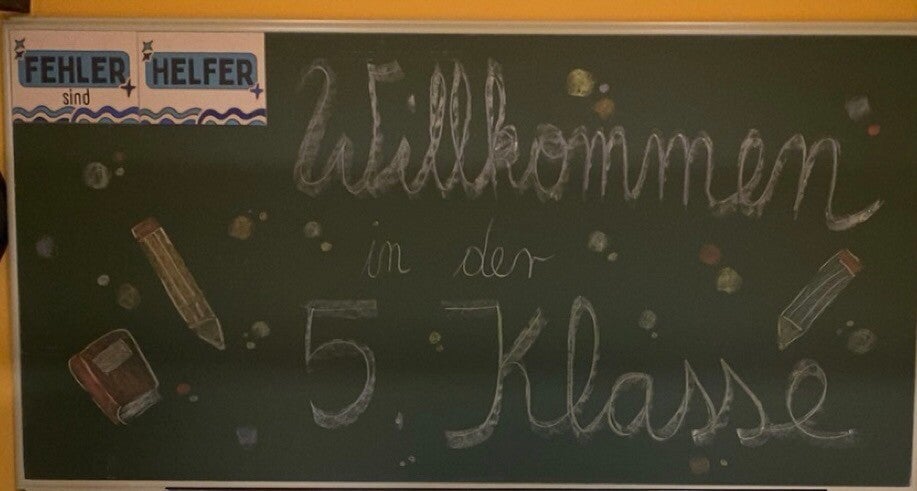 FEHLER HELFER
sind
Willkommen
in der
5. Klasse